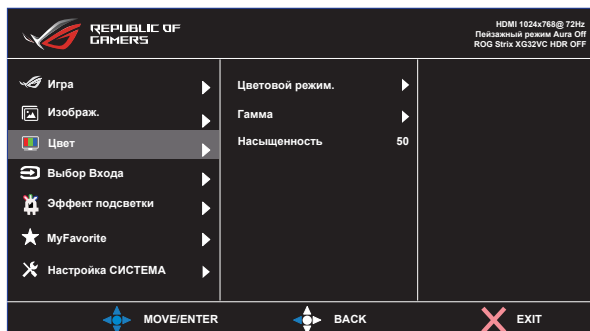 REPUBLIC OF
GAMERS
HDMI 1024x768@ 72Hz
Пейзажный режим Aura Off
ROG Strix XG32VC HDR OFF
Игра
Изображ.
Цвет
Выбор Входа
Эффект подсветки
MyFavorite
Настройка СИСТЕМА
Цветовой режим.
Гамма
Насыщенность 50
MOVE/ENTER BACK EXIT